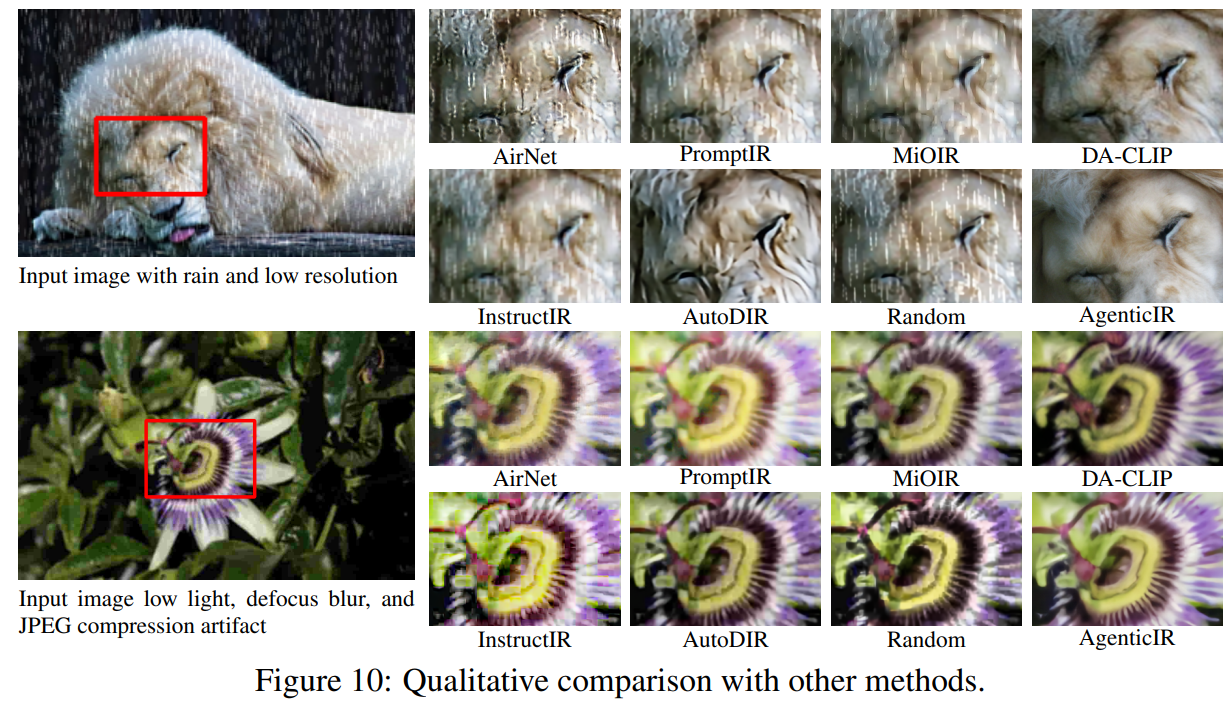 AirNet PromptIR MiOIR DA-CLIP
Input image with rain and low resolution
InstructIR AutoDIR Random AgenticIR
AirNet PromptIR MiOIR DA-CLIP
Input image low light, defocus blur, and
JPEG compression artifact
InstructIR AutoDIR Random AgenticIR
Figure 10: Qualitative comparison with other methods.